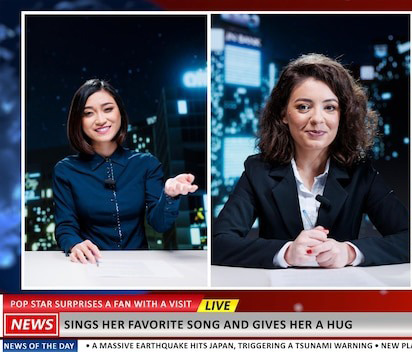 POP STAR SURPRISES A FAN WITH A VISIT LIVE
NEWS SINGS HER FAVORITE SONG AND GIVES HER A HUG
NEWS OF THE DAY • A MASSIVE EARTHQUAKE HITS JAPAN, TRIGGERING A TSUNAMI WARNING • NEW